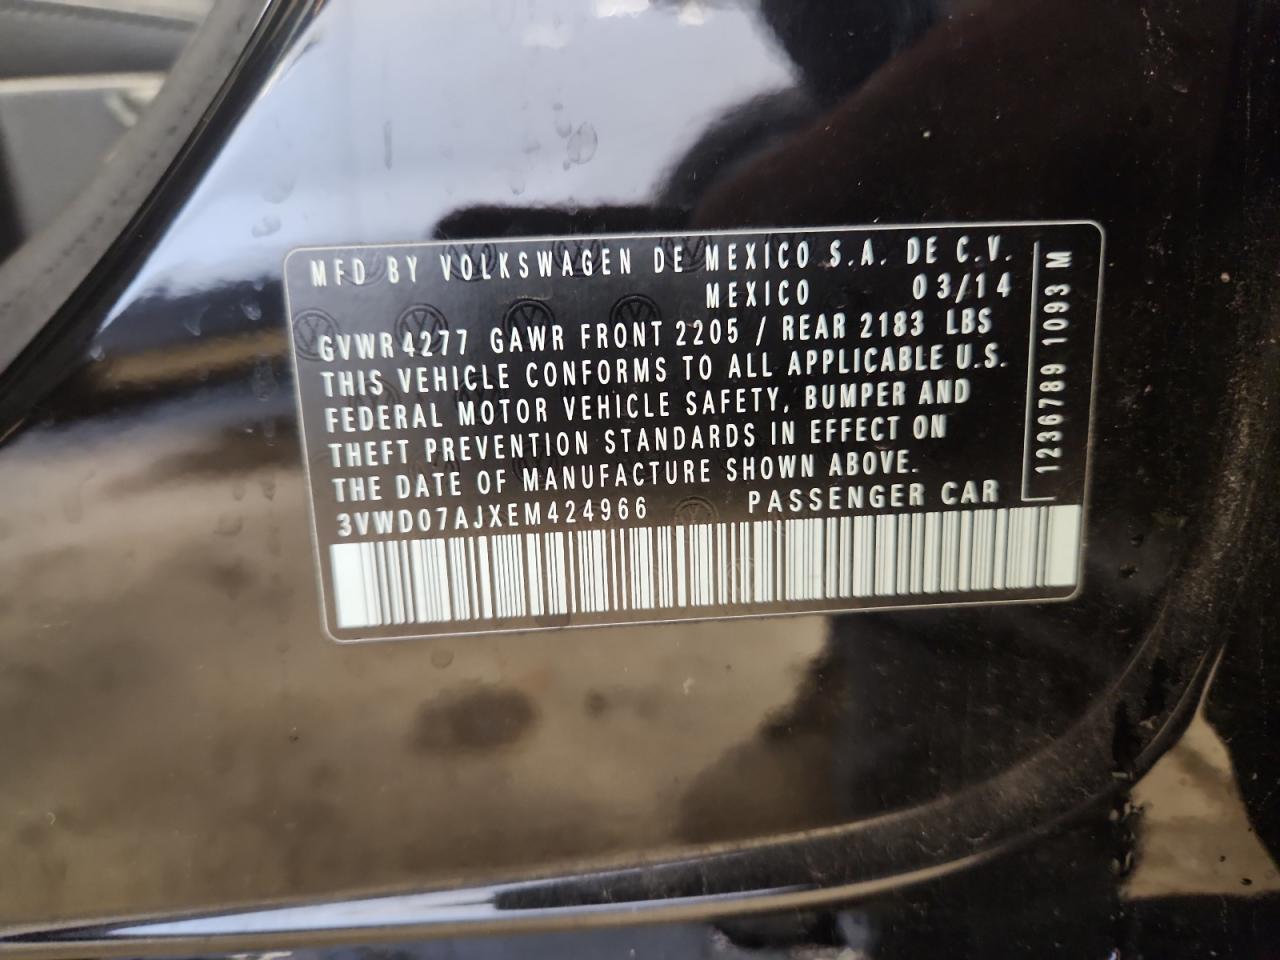 MFD BY VOLKSWAGEN DE MEXICO S.A. DE C.V.
MEXICO 03/14
GVWR 4277 GAWR FRONT 2205 / REAR 2183 LBS
THIS VEHICLE CONFORMS TO ALL APPLICABLE U.S.
FEDERAL MOTOR VEHICLE SAFETY, BUMPER AND
THEFT PREVENTION STANDARDS IN EFFECT ON
THE DATE OF MANUFACTURE SHOWN ABOVE.
3VWD07AJXEM424966 PASSENGER CAR
1236789 1093 M